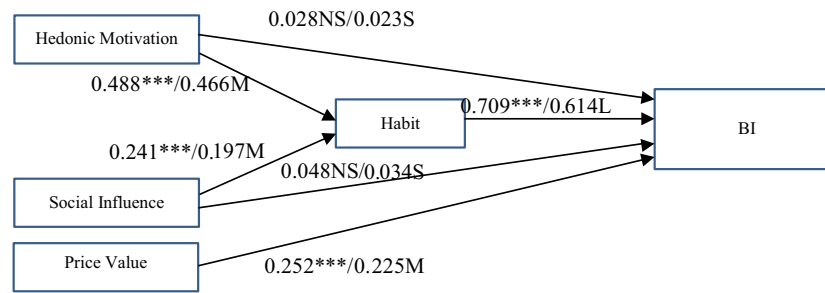 0.028NS/0.023S
Hedonic Motivation
0.488***/0.466M
0.709***/0.614L
Habit
BI
0.241***/0.197M
0.048NS/0.034S
Social Influence
Price Value
0.252***/0.225M